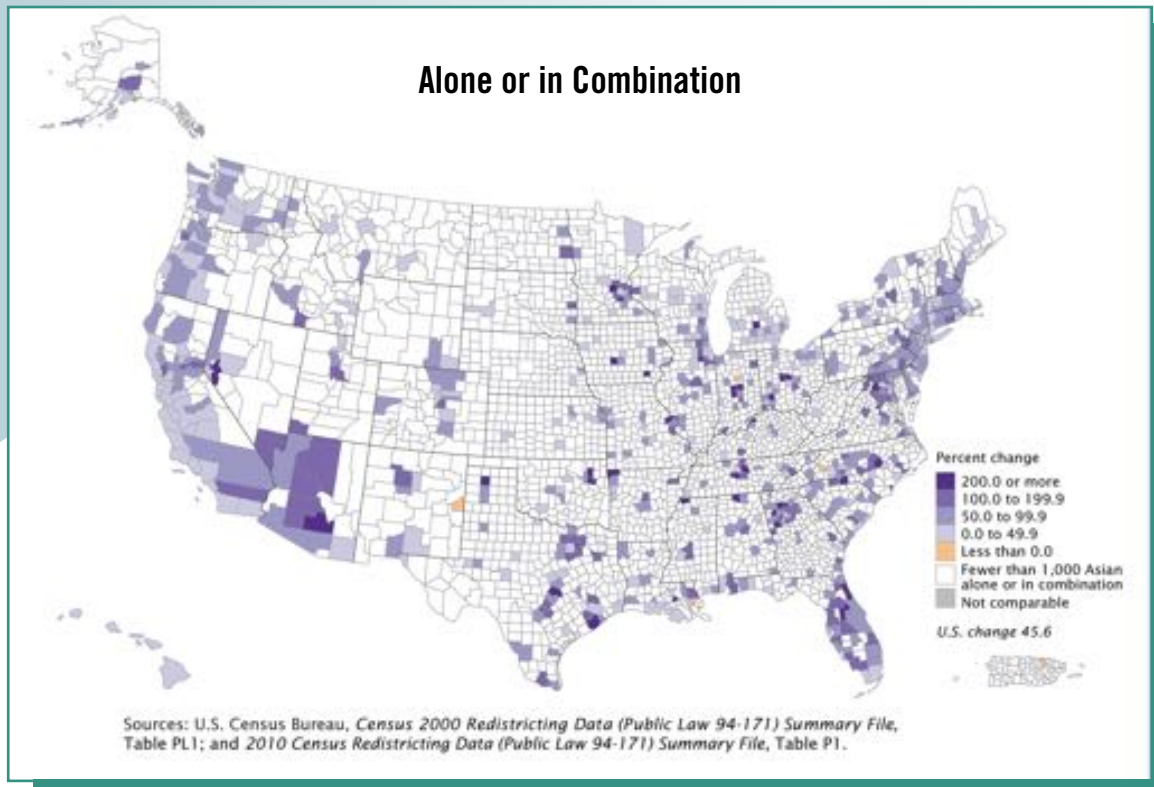 Alone or in Combination
Percent change
200.0 or more
100.0 to 199.9
50.0 to 99.9
0.0 to 49.9
Less than 0.0
Fewer than 1,000 Asian
alone or in combination
Not comparable
U.S. change 45.6
Sources: U.S. Census Bureau, Census 2000 Redistricting Data (Public Law 94-171) Summary File,
Table PL1; and 2010 Census Redistricting Data (Public Law 94-171) Summary File, Table P1.